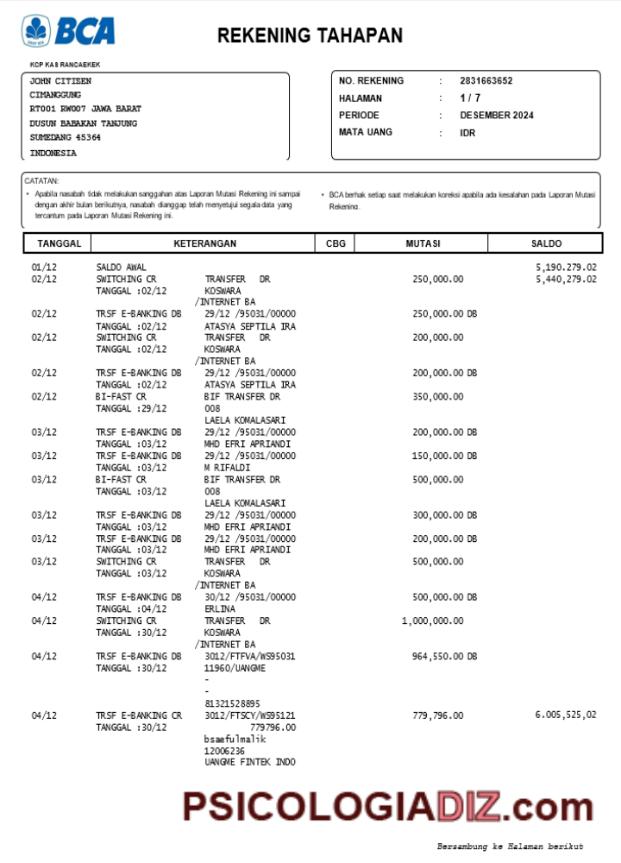 BCA
REKENING TAHAPAN
KCP KAS RANCAEKEK
JOHN CITIZEN
CIMANGGUNG
RT001 RW007 JAWA BARAT
DUSUN BABAKAN TANJUNG
SUMEDANG 45364
INDONESIA
NO. REKENING : 2831663652
HALAMAN : 1 / 7
PERIODE : DESEMBER 2024
MATA UANG : IDR
CATATAN:
• Apabila nasabah tidak melakukan sanggahan atas Laporan Mutasi Rekening ini sampai
dengan akhir bulan berikutnya, nasabah dianggap telah menyetujui segala data yang
tercantum pada Laporan Mutasi Rekening ini.
• BCA berhak setiap saat melakukan koreksi apabila ada kesalahan pada Laporan Mutasi
Rekening.
TANGGAL KETERANGAN CBG MUTASI SALDO
01/12 SALDO AWAL 5,190.279.02
02/12 SWITCHING CR TRANSFER DR 250,000.00 5,440,279.02
TANGGAL :02/12 KOSWARA
/INTERNET BA
02/12 TRSF E-BANKING DB 29/12 /95031/00000 250,000.00 DB
TANGGAL :02/12 ATASYA SEPTILA IRA
02/12 SWITCHING CR TRANSFER DR 200,000.00
TANGGAL :02/12 KOSWARA
/INTERNET BA
02/12 TRSF E-BANKING DB 29/12 /95031/00000 200,000.00 DB
TANGGAL :02/12 ATASYA SEPTILA IRA
02/12 BI-FAST CR BIF TRANSFER DR 350,000.00
TANGGAL :29/12 008
LAELA KOMALASARI
03/12 TRSF E-BANKING DB 29/12 /95031/00000 200,000.00 DB
TANGGAL :03/12 MHD EFRI APRIANDI
03/12 TRSF E-BANKING DB 29/12 /95031/00000 150,000.00 DB
TANGGAL :03/12 M RIFALDI
03/12 BI-FAST CR BIF TRANSFER DR 500,000.00
TANGGAL :03/12 008
LAELA KOMALASARI
03/12 TRSF E-BANKING DB 29/12 /95031/00000 300,000.00 DB
TANGGAL :03/12 MHD EFRI APRIANDI
03/12 TRSF E-BANKING DB 29/12 /95031/00000 200,000.00 DB
TANGGAL :03/12 MHD EFRI APRIANDI
03/12 SWITCHING CR TRANSFER DR 500,000.00
TANGGAL :03/12 KOSWARA
/INTERNET BA
04/12 TRSF E-BANKING DB 30/12 /95031/00000 500,000.00 DB
TANGGAL :04/12 ERLINA
04/12 SWITCHING CR TRANSFER DR 1,000,000.00
TANGGAL :30/12 KOSWARA
/INTERNET BA
04/12 TRSF E-BANKING DB 3012/FTFVA/WS95031 964,550.00 DB
TANGGAL :30/12 11960/UANGME
-
-
81321528895
04/12 TRSF E-BANKING CR 3012/FTSCY/WS95121 779,796.00 6.005,525,02
TANGGAL :30/12 779796.00
bsaefulmalik
12006236
UANGME FINTEK INDO
PSICOLOGIADIZ.com
Bersambung ke Halaman berikut